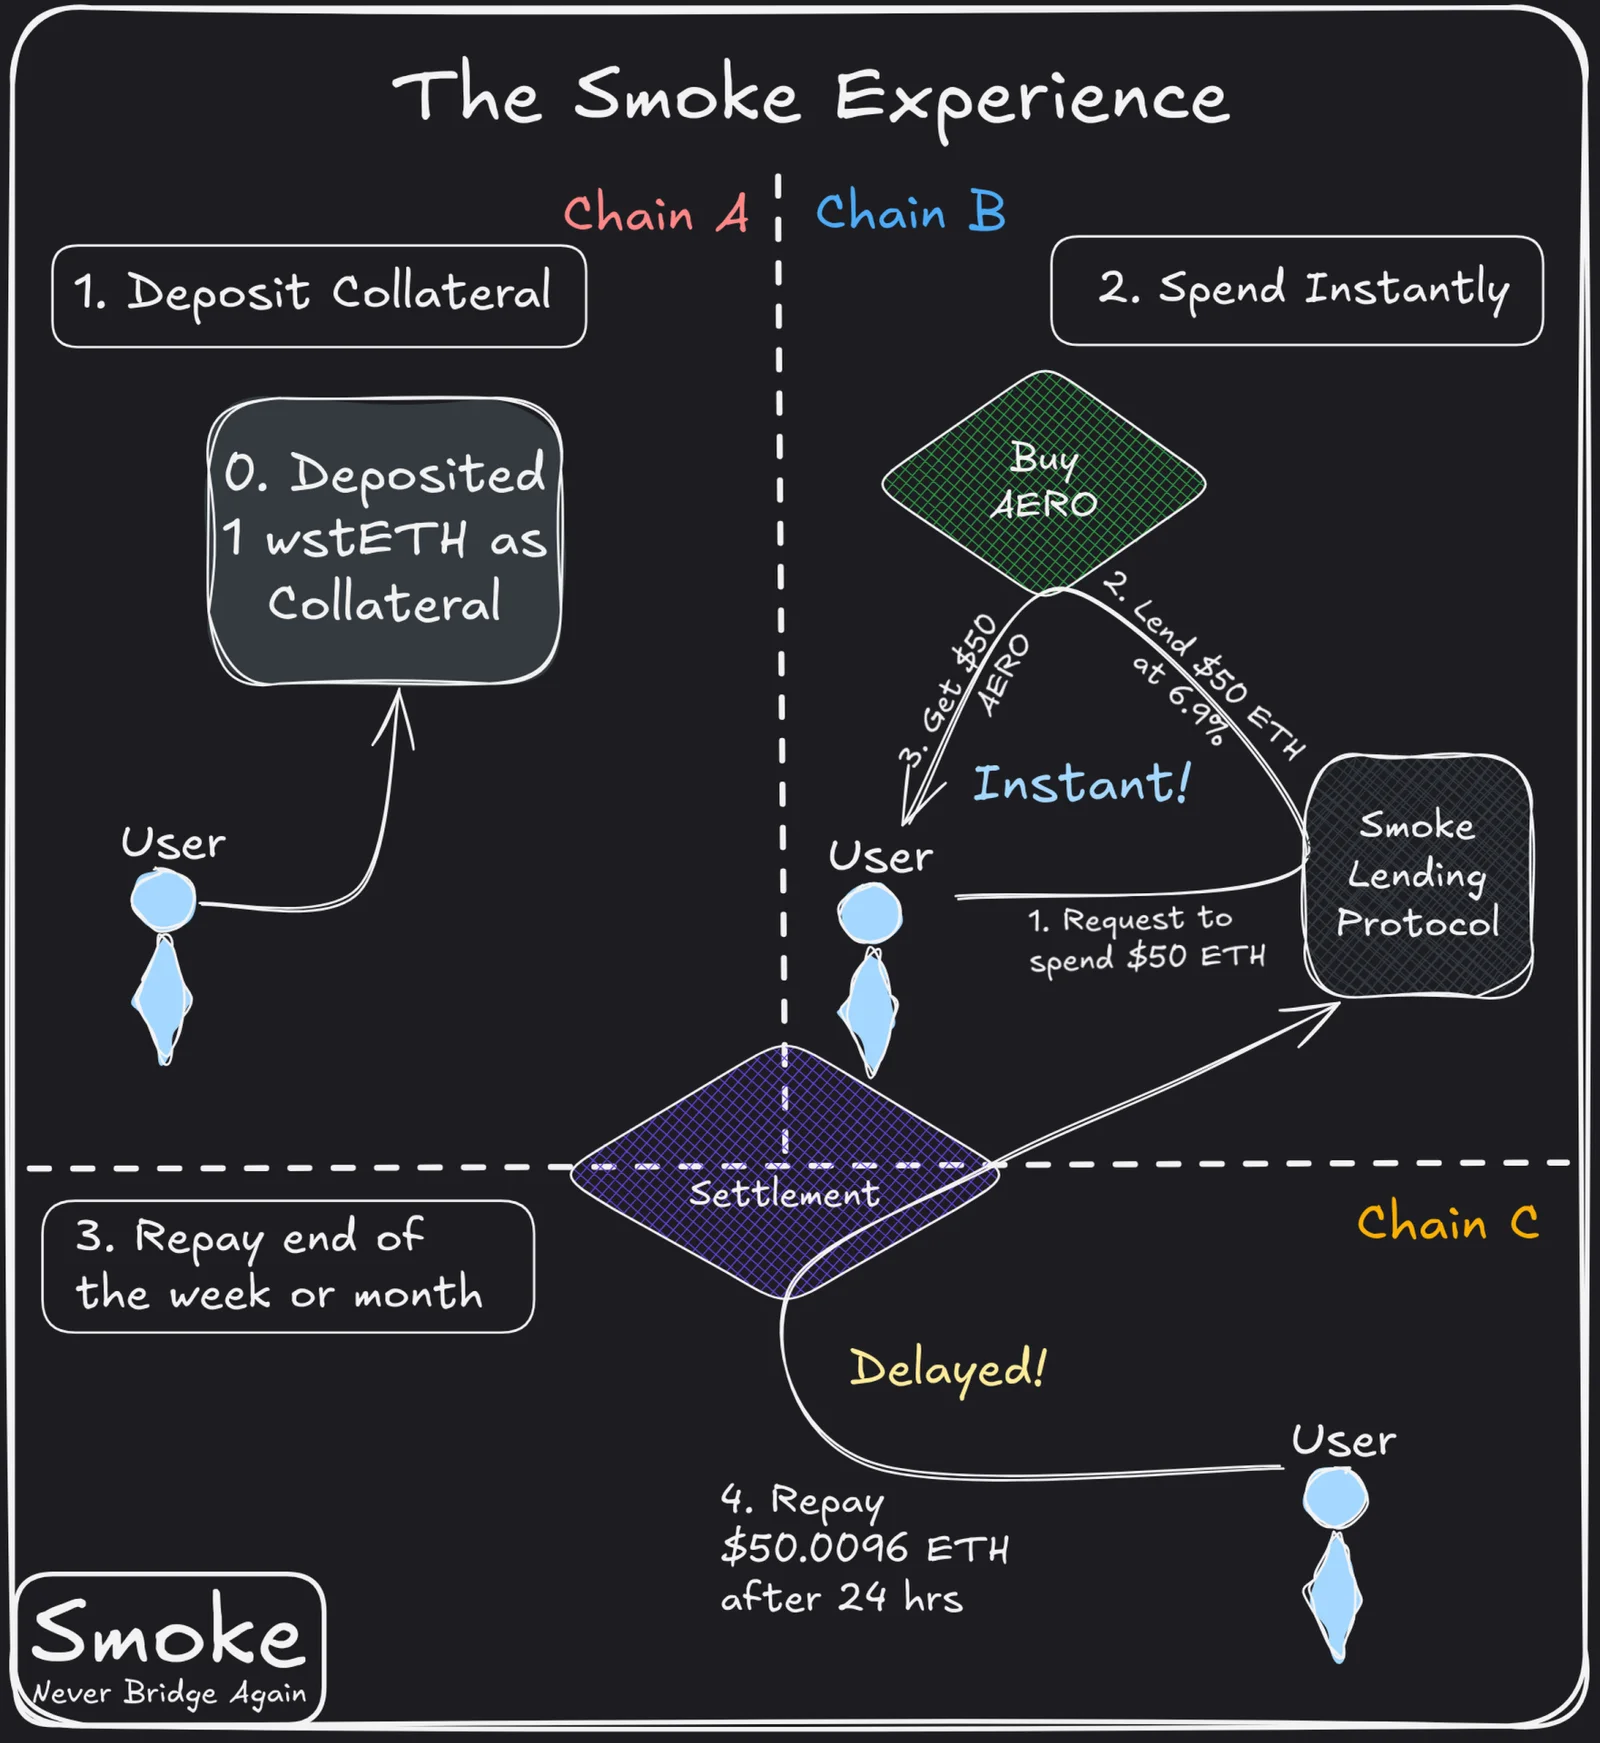 The Smoke Experience
Chain A
Chain B
1. Deposit Collateral
2. Spend Instantly
0. Deposited
1 wstETH as
Collateral
User
Buy
AERO
2. Lend $50 ETH
at 6.9%
3. Get $50
AERO
Instant!
User
1. Request to
spend $50 ETH
Smoke
Lending
Protocol
Settlement
3. Repay end of
the week or month
Chain C
Delayed!
User
4. Repay
$50.0096 ETH
after 24 hrs
Smoke
Never Bridge Again